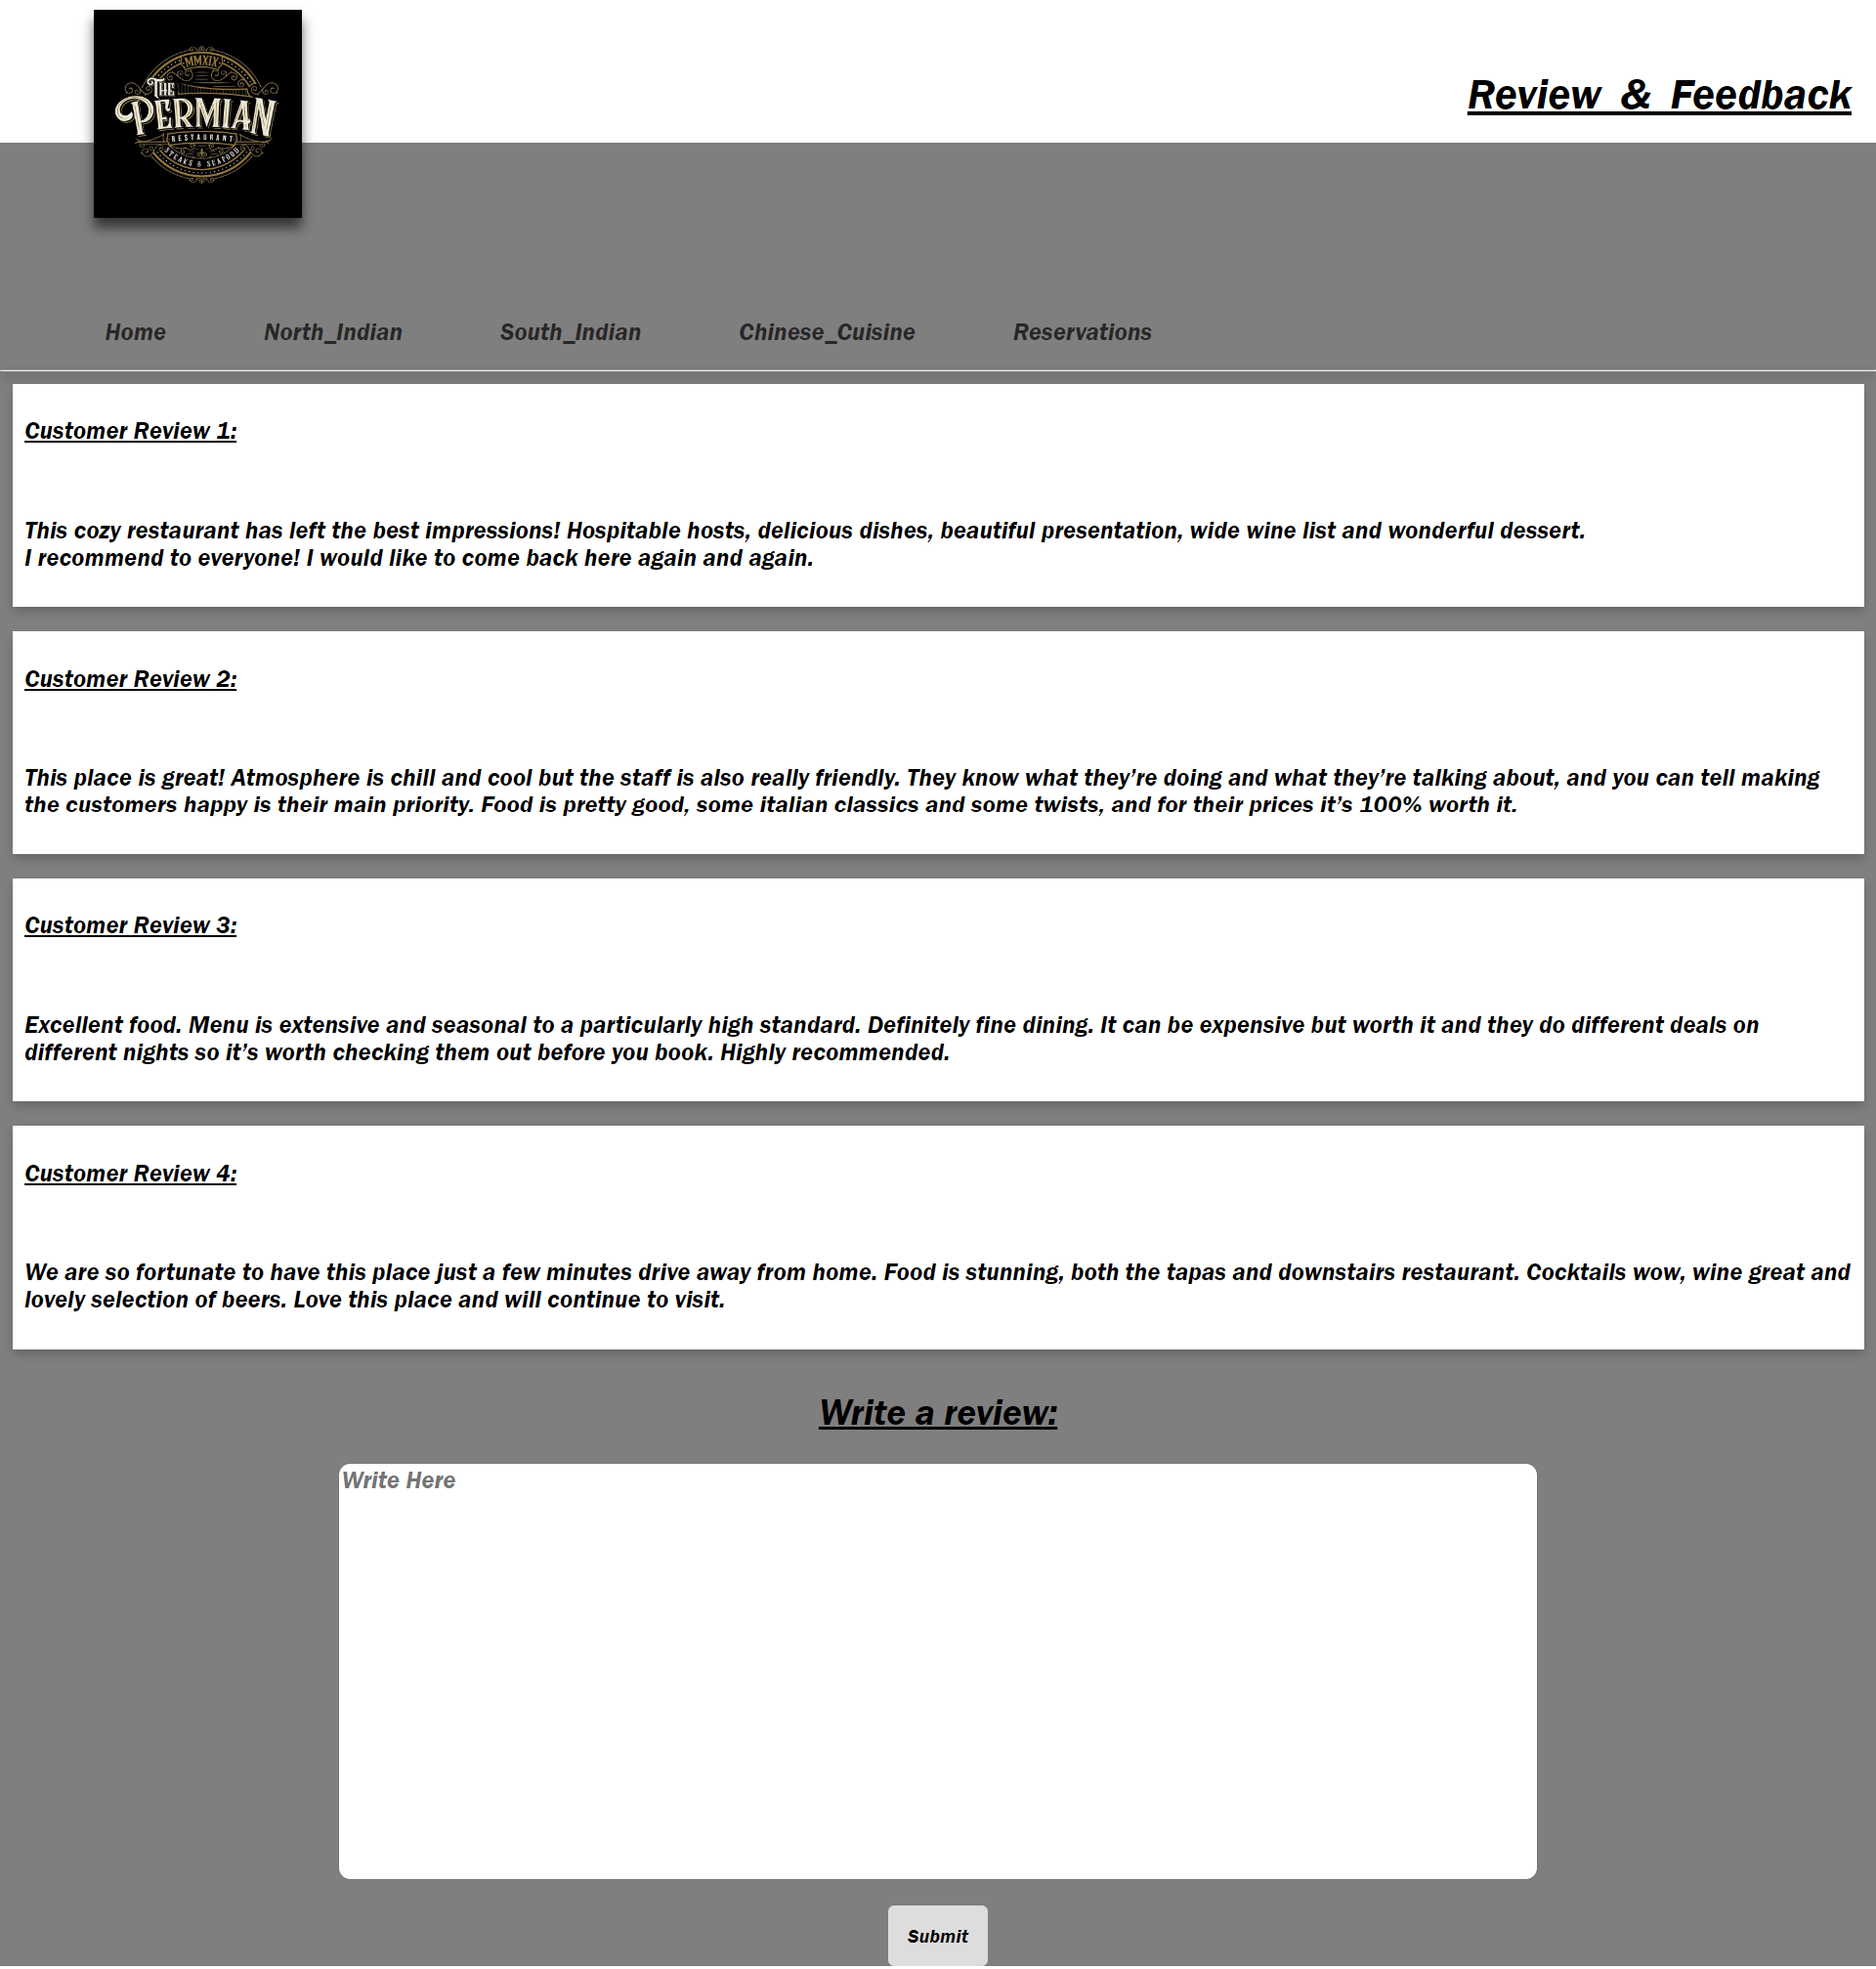 MMXIX
THE
PERMIAN
RESTAURANT
STEAKS & SEAFOOD
Review & Feedback
Home North_Indian South_Indian Chinese_Cuisine Reservations
Customer Review 1:
This cozy restaurant has left the best impressions! Hospitable hosts, delicious dishes, beautiful presentation, wide wine list and wonderful dessert.
I recommend to everyone! I would like to come back here again and again.
Customer Review 2:
This place is great! Atmosphere is chill and cool but the staff is also really friendly. They know what they’re doing and what they’re talking about, and you can tell making
the customers happy is their main priority. Food is pretty good, some italian classics and some twists, and for their prices it’s 100% worth it.
Customer Review 3:
Excellent food. Menu is extensive and seasonal to a particularly high standard. Definitely fine dining. It can be expensive but worth it and they do different deals on
different nights so it’s worth checking them out before you book. Highly recommended.
Customer Review 4:
We are so fortunate to have this place just a few minutes drive away from home. Food is stunning, both the tapas and downstairs restaurant. Cocktails wow, wine great and
lovely selection of beers. Love this place and will continue to visit.
Write a review:
Write Here
Submit